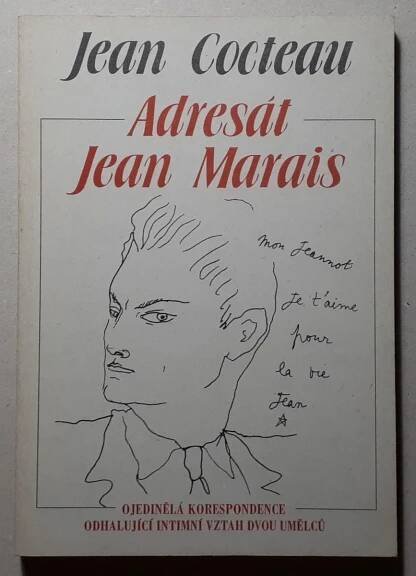 Jean Cocteau
Adresát
Jean Marais
mon Jeannot
Je t'aime
pour
la vie
Jean
OJEDINĚLÁ KORESPONDENCE
ODHALUJÍCÍ INTIMNÍ VZTAH DVOU UMĚLCŮ